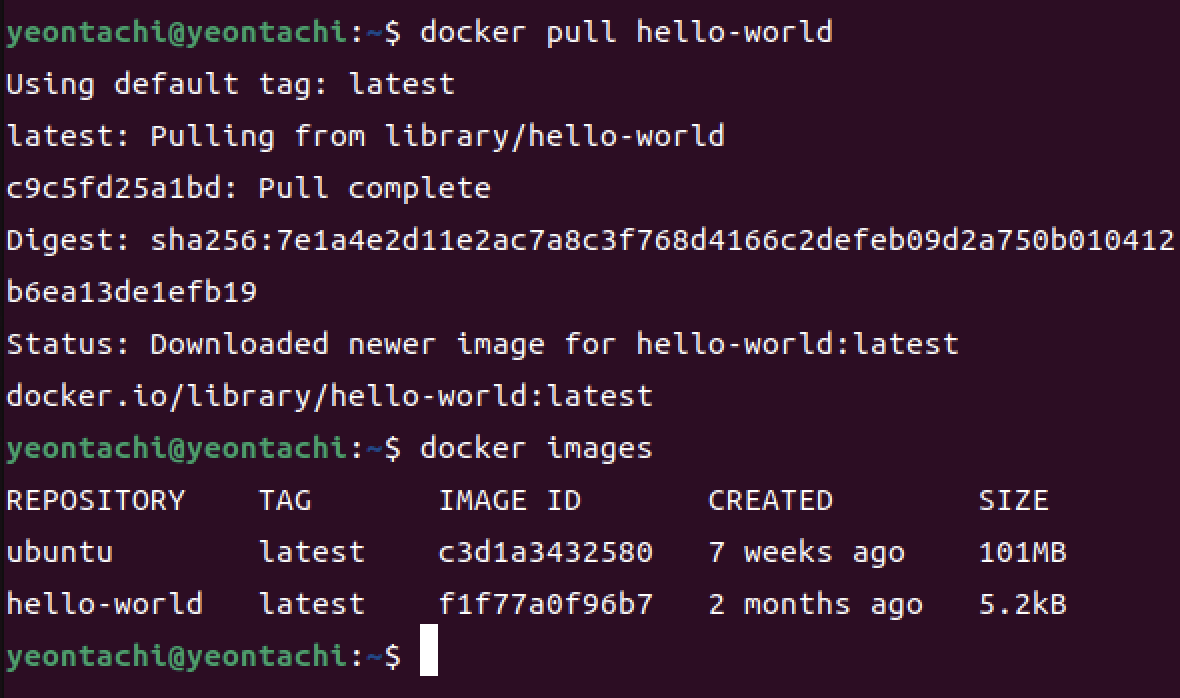 yeontachi@yeontachi:~$ docker pull hello-world
Using default tag: latest
latest: Pulling from library/hello-world
c9c5fd25a1bd: Pull complete
Digest: sha256:7e1a4e2d11e2ac7a8c3f768d4166c2defeb09d2a750b010412
b6ea13de1efb19
Status: Downloaded newer image for hello-world:latest
docker.io/library/hello-world:latest
yeontachi@yeontachi:~$ docker images
REPOSITORY    TAG       IMAGE ID       CREATED        SIZE
ubuntu        latest    c3d1a3432580   7 weeks ago    101MB
hello-world   latest    f1f77a0f96b7   2 months ago   5.2kB
yeontachi@yeontachi:~$